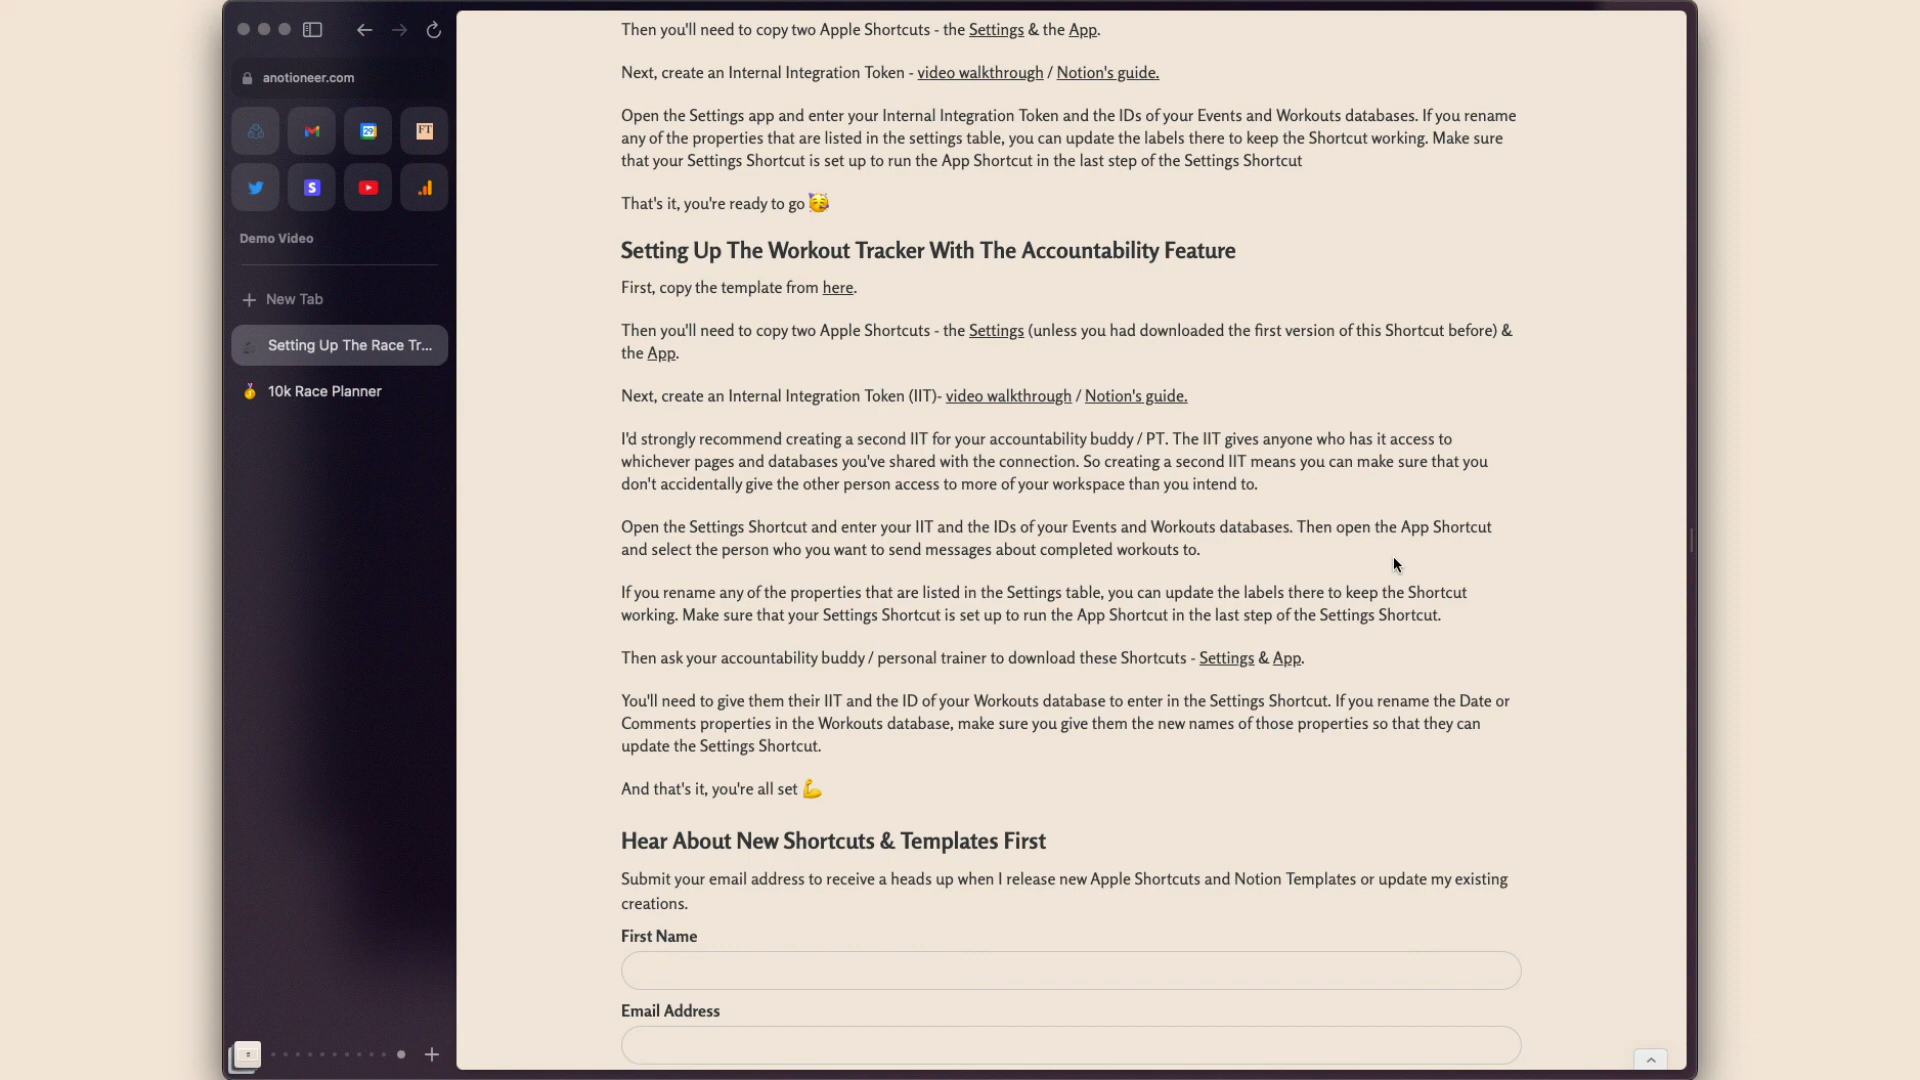 anotioneer.com
29
FT
S
Demo Video
New Tab
Setting Up The Race Tr...
10k Race Planner
Then you'll need to copy two Apple Shortcuts - the Settings & the App.
Next, create an Internal Integration Token - video walkthrough / Notion's guide.
Open the Settings app and enter your Internal Integration Token and the IDs of your Events and Workouts databases. If you rename
any of the properties that are listed in the settings table, you can update the labels there to keep the Shortcut working. Make sure
that your Settings Shortcut is set up to run the App Shortcut in the last step of the Settings Shortcut
That's it, you're ready to go 🥳
Setting Up The Workout Tracker With The Accountability Feature
First, copy the template from here.
Then you'll need to copy two Apple Shortcuts - the Settings (unless you had downloaded the first version of this Shortcut before) &
the App.
Next, create an Internal Integration Token (IIT)- video walkthrough / Notion's guide.
I'd strongly recommend creating a second IIT for your accountability buddy / PT. The IIT gives anyone who has it access to
whichever pages and databases you've shared with the connection. So creating a second IIT means you can make sure that you
don't accidentally give the other person access to more of your workspace than you intend to.
Open the Settings Shortcut and enter your IIT and the IDs of your Events and Workouts databases. Then open the App Shortcut
and select the person who you want to send messages about completed workouts to.
If you rename any of the properties that are listed in the Settings table, you can update the labels there to keep the Shortcut
working. Make sure that your Settings Shortcut is set up to run the App Shortcut in the last step of the Settings Shortcut.
Then ask your accountability buddy / personal trainer to download these Shortcuts - Settings & App.
You'll need to give them their IIT and the ID of your Workouts database to enter in the Settings Shortcut. If you rename the Date or
Comments properties in the Workouts database, make sure you give them the new names of those properties so that they can
update the Settings Shortcut.
And that's it, you're all set 💪
Hear About New Shortcuts & Templates First
Submit your email address to receive a heads up when I release new Apple Shortcuts and Notion Templates or update my existing
creations.
First Name
Email Address